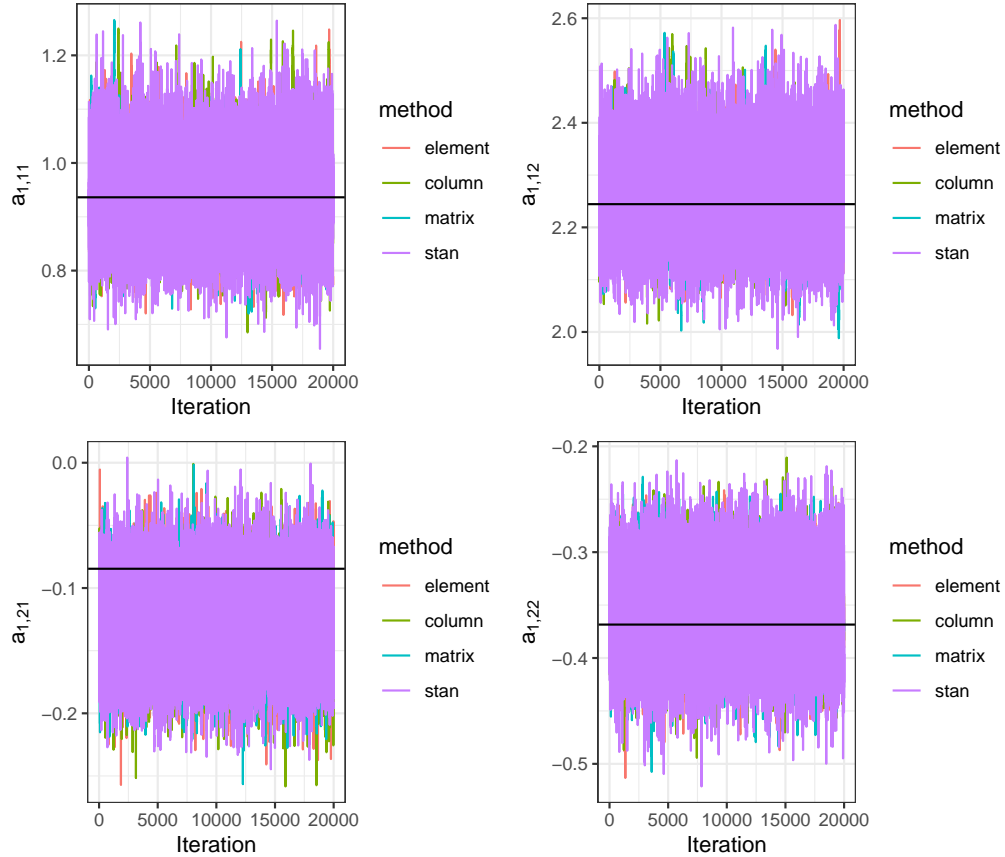 1.2
1.0
0.8
a1,11
0 5000 10000 15000 20000
Iteration
method
element
column
matrix
stan
2.6
2.4
2.2
2.0
a1,12
0 5000 10000 15000 20000
Iteration
method
element
column
matrix
stan
0.0
−0.1
−0.2
a1,21
0 5000 10000 15000 20000
Iteration
method
element
column
matrix
stan
−0.2
−0.3
−0.4
−0.5
a1,22
0 5000 10000 15000 20000
Iteration
method
element
column
matrix
stan